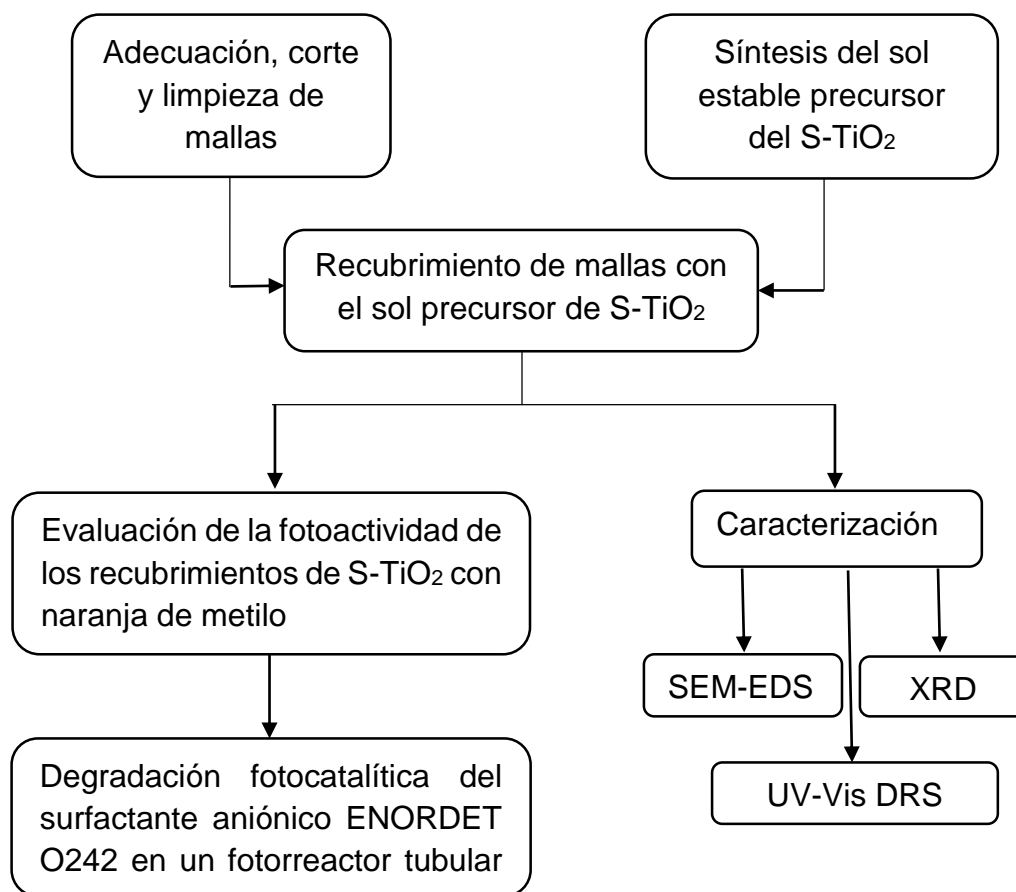 Adecuación, corte
y limpieza de
mallas
Síntesis del sol
estable precursor
del S-TiO2
Recubrimiento de mallas con
el sol precursor de S-TiO2
Evaluación de la fotoactividad de
los recubrimientos de S-TiO2 con
naranja de metilo
Caracterización
SEM-EDS
XRD
UV-Vis DRS
Degradación fotocatalítica del
surfactante aniónico ENORDET
O242 en un fotorreactor tubular